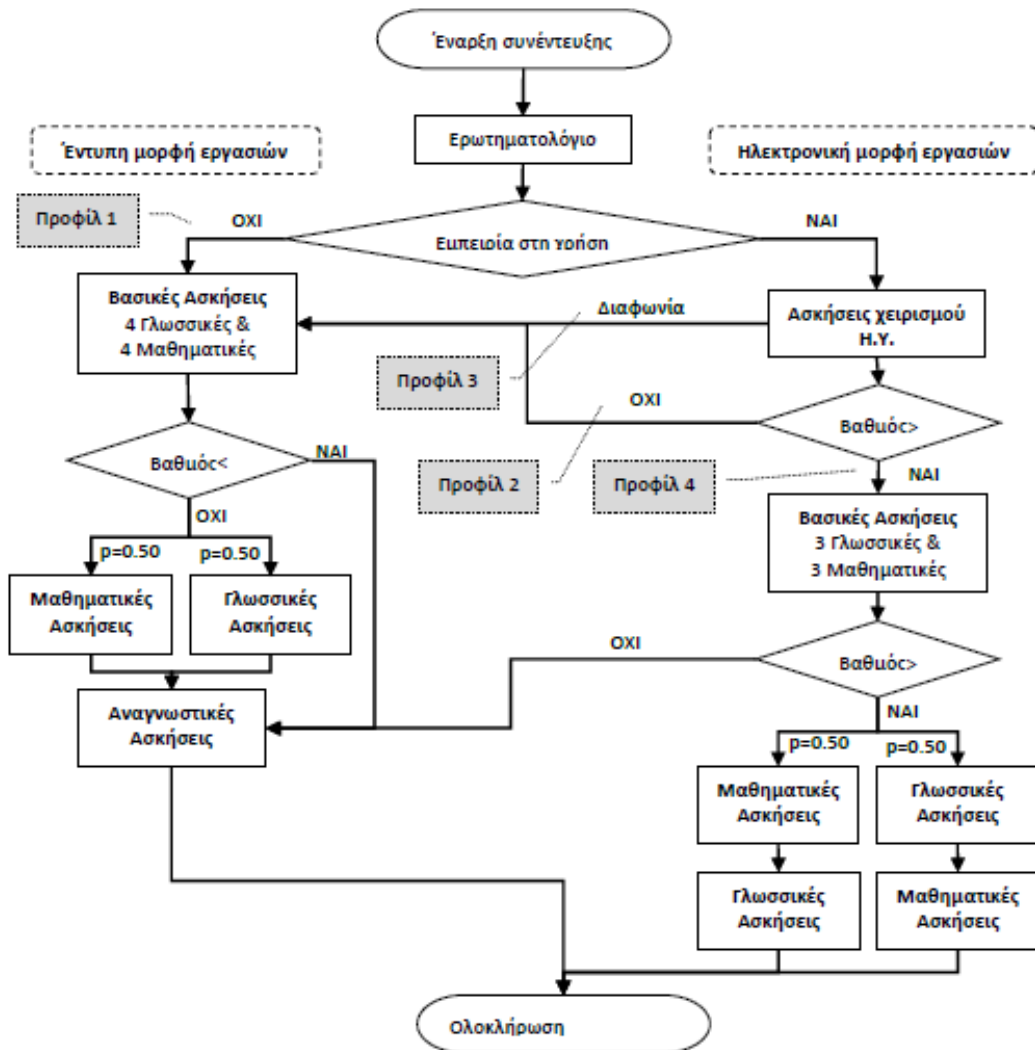 Έναρξη συνέντευξης
Ερωτηματολόγιο
Έντυπη μορφή εργασιών
Ηλεκτρονική μορφή εργασιών
Προφίλ 1
ΟΧΙ
ΝΑΙ
Εμπειρία στη χρήση
Βασικές Ασκήσεις
4 Γλωσσικές &
4 Μαθηματικές
Διαφωνία
Ασκήσεις χειρισμού
Η.Υ.
Προφίλ 3
ΟΧΙ
Βαθμός>
Βαθμός<
ΝΑΙ
Προφίλ 2
Προφίλ 4
ΝΑΙ
ΟΧΙ
Βασικές Ασκήσεις
3 Γλωσσικές &
3 Μαθηματικές
p=0.50
p=0.50
Μαθηματικές
Ασκήσεις
Γλωσσικές
Ασκήσεις
ΟΧΙ
Βαθμός>
Αναγνωστικές
Ασκήσεις
ΝΑΙ
p=0.50
p=0.50
Μαθηματικές
Ασκήσεις
Γλωσσικές
Ασκήσεις
Γλωσσικές
Ασκήσεις
Μαθηματικές
Ασκήσεις
Ολοκλήρωση